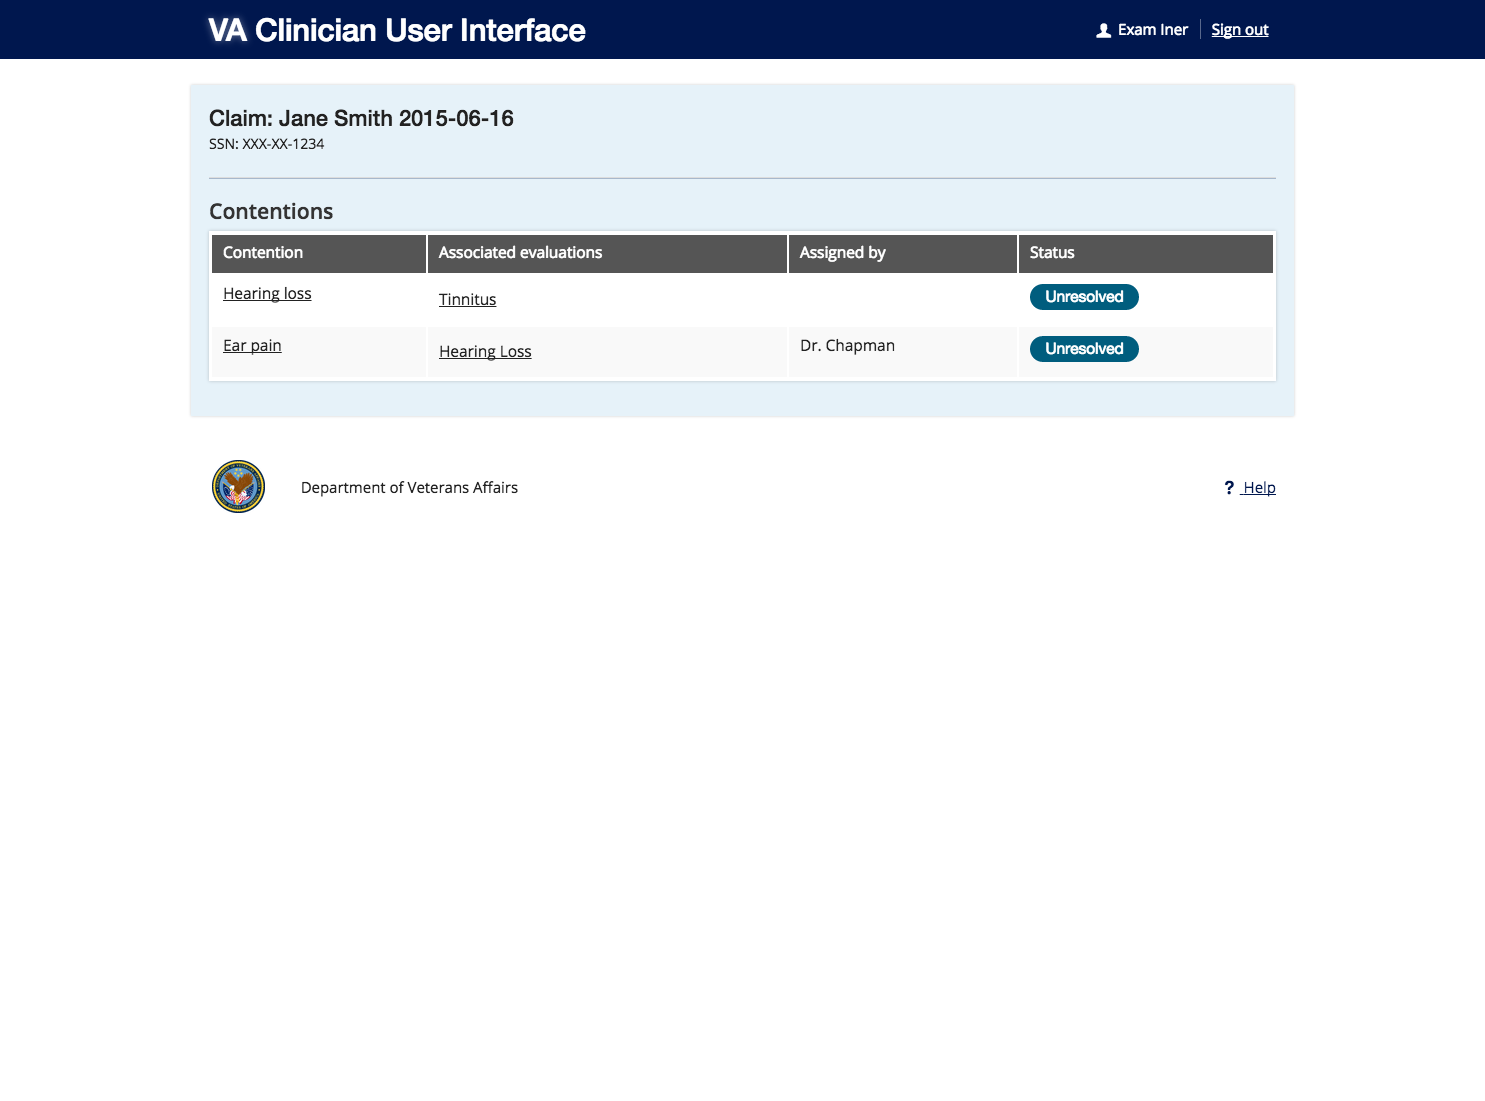 VA Clinician User Interface
Exam Iner
Sign out
Claim: Jane Smith 2015-06-16
SSN: XXX-XX-1234
Contentions
Contention Associated evaluations Assigned by Status
Hearing loss Tinnitus Unresolved
Ear pain Hearing Loss Dr. Chapman Unresolved
Department of Veterans Affairs
? Help